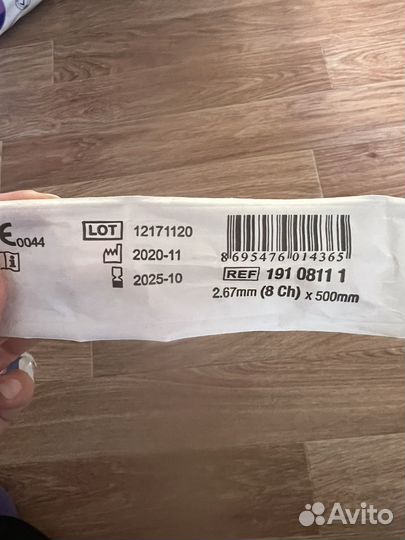 CE 0044
LOT 12171120
2020-11
2025-10
8 695476 014365
REF 191 0811 1
2.67mm (8 Ch) x 500mm
Avito